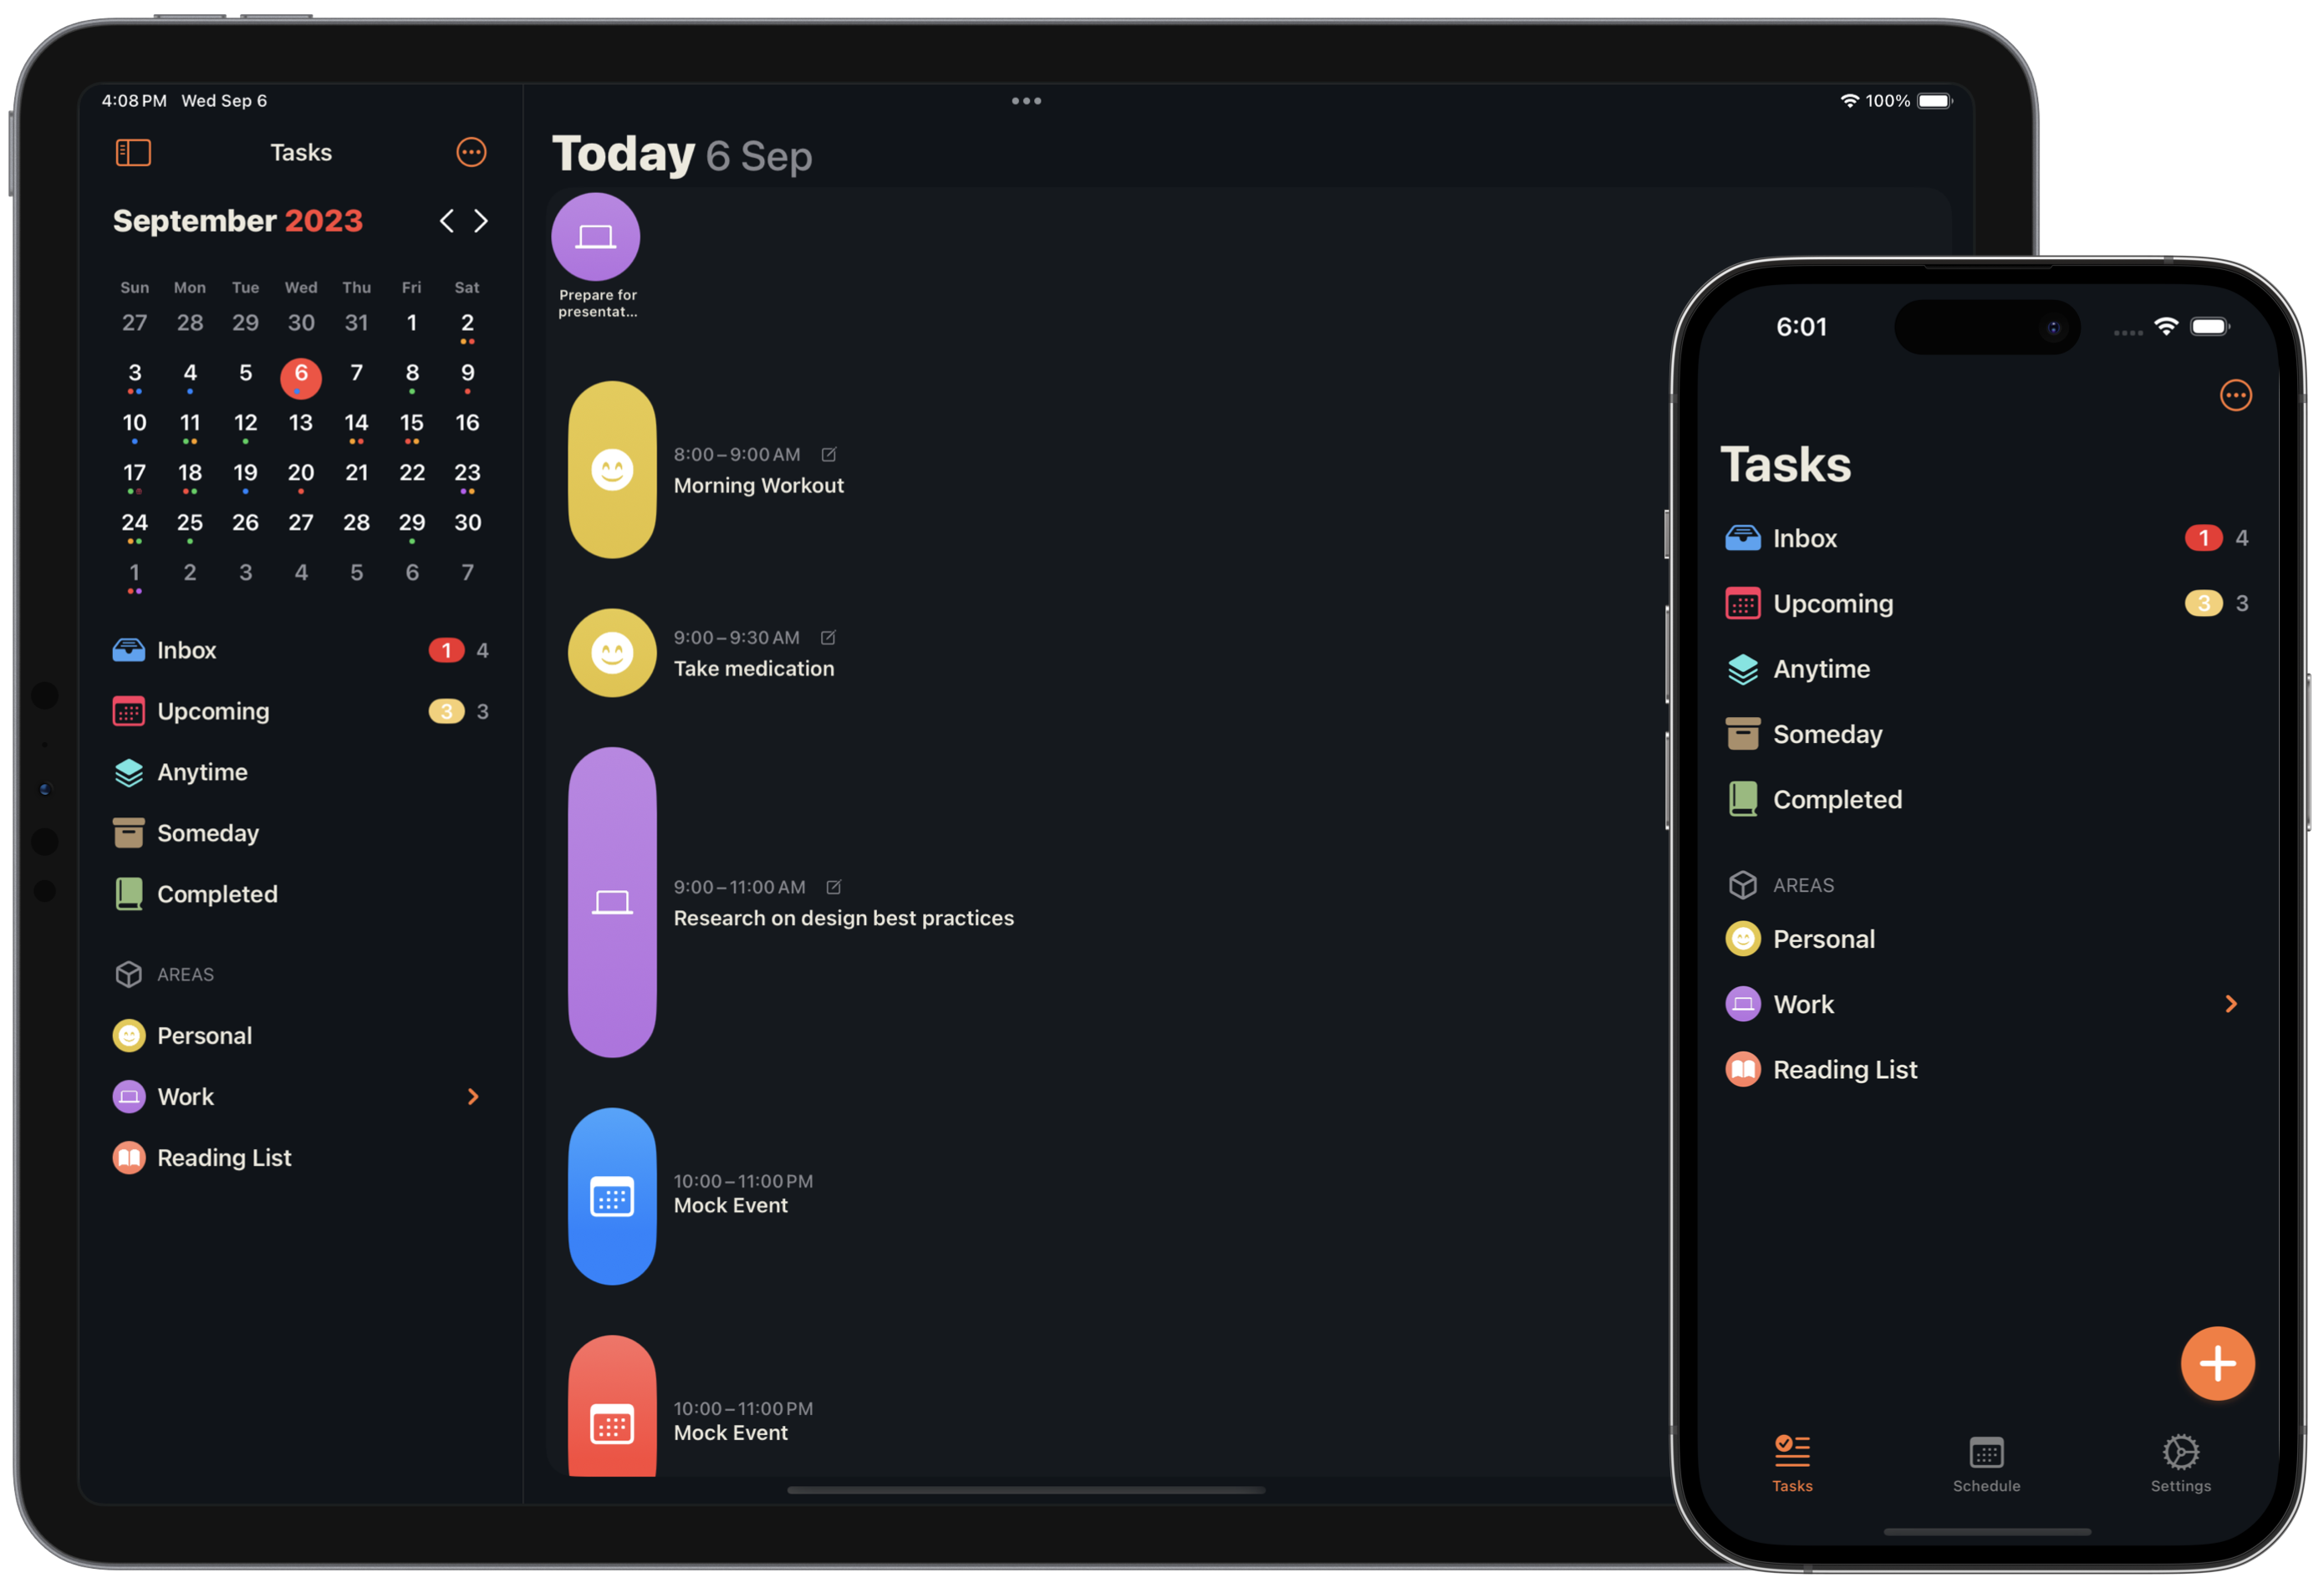 4:08 PM Wed Sep 6
100%
Tasks
September 2023
Sun Mon Tue Wed Thu Fri Sat
27 28 29 30 31 1 2
3 4 5 6 7 8 9
10 11 12 13 14 15 16
17 18 19 20 21 22 23
24 25 26 27 28 29 30
1 2 3 4 5 6 7
Inbox 1 4
Upcoming 3 3
Anytime
Someday
Completed
AREAS
Personal
Work
Reading List
Today 6 Sep
Prepare for
presentat...
8:00 – 9:00 AM
Morning Workout
9:00 – 9:30 AM
Take medication
9:00 – 11:00 AM
Research on design best practices
10:00 – 11:00 PM
Mock Event
10:00 – 11:00 PM
Mock Event
6:01
Tasks
Inbox 1 4
Upcoming 3 3
Anytime
Someday
Completed
AREAS
Personal
Work
Reading List
Tasks Schedule Settings